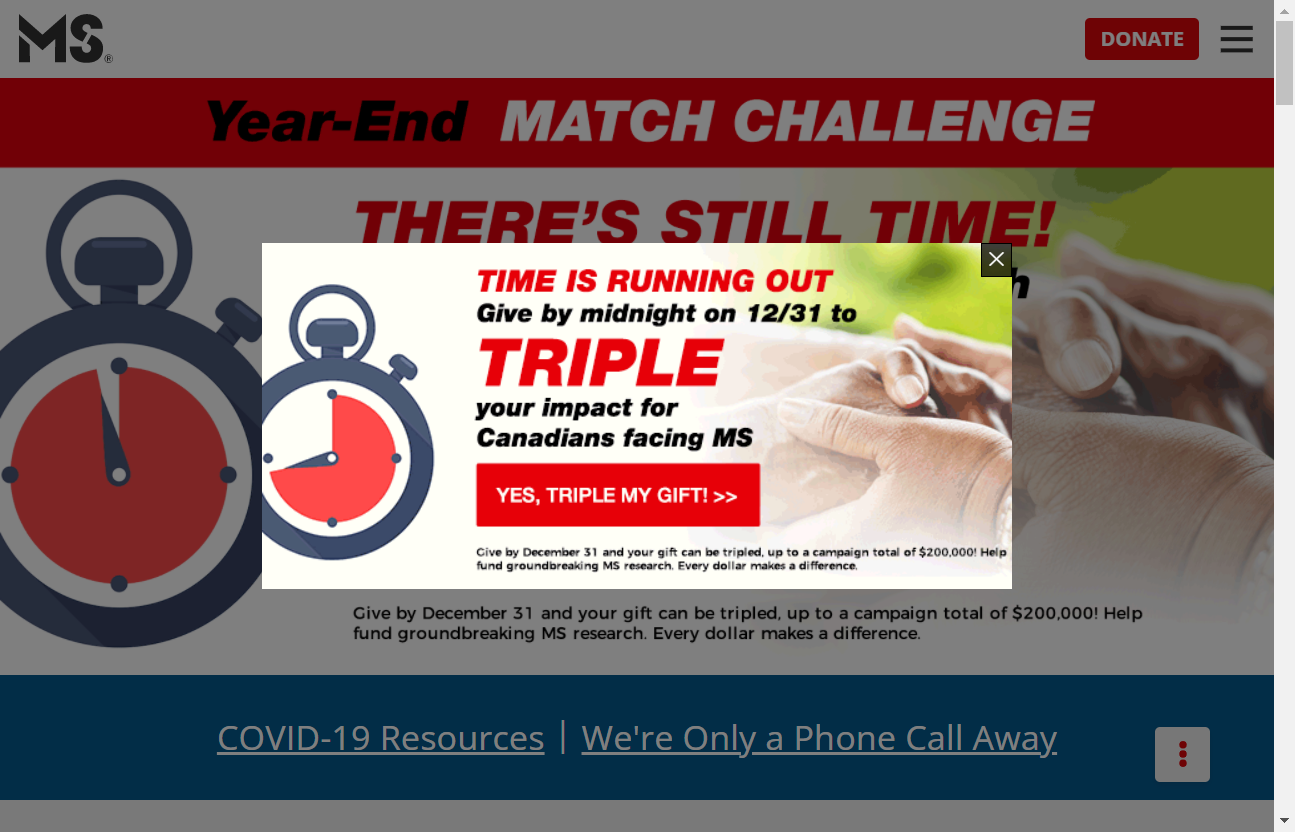 MS®
DONATE
Year-End MATCH CHALLENGE
THERE'S STILL TIME!
TIME IS RUNNING OUT
Give by midnight on 12/31 to
TRIPLE
your impact for
Canadians facing MS
YES, TRIPLE MY GIFT! >>
Give by December 31 and your gift can be tripled, up to a campaign total of $200,000! Help
fund groundbreaking MS research. Every dollar makes a difference.
Give by December 31 and your gift can be tripled, up to a campaign total of $200,000! Help
fund groundbreaking MS research. Every dollar makes a difference.
COVID-19 Resources | We're Only a Phone Call Away